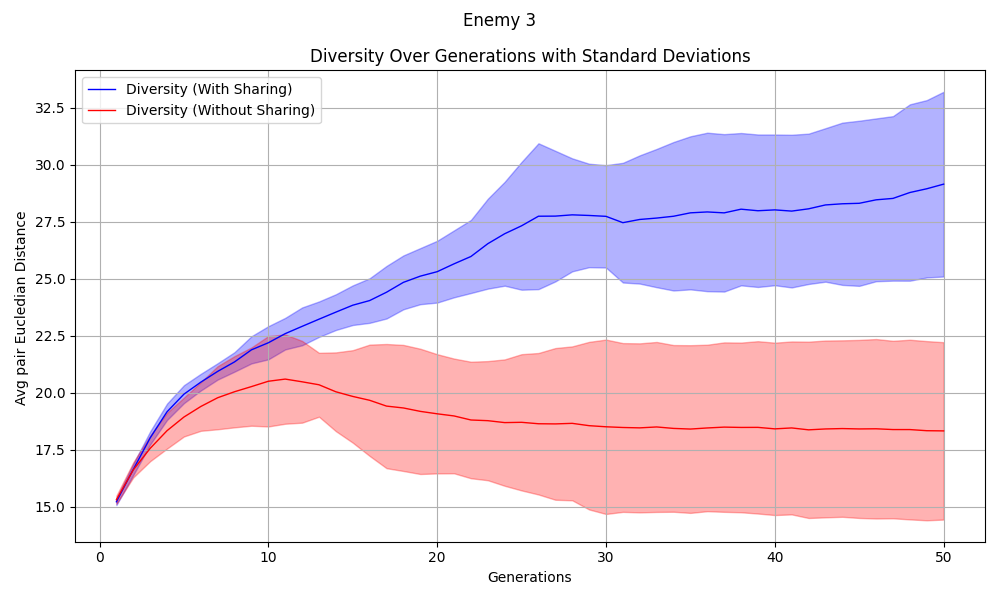 Enemy 3
Diversity Over Generations with Standard Deviations
Diversity (With Sharing)
Diversity (Without Sharing)
32.5
30.0
27.5
25.0
22.5
20.0
17.5
15.0
Avg pair Eucledian Distance
0 10 20 30 40 50
Generations